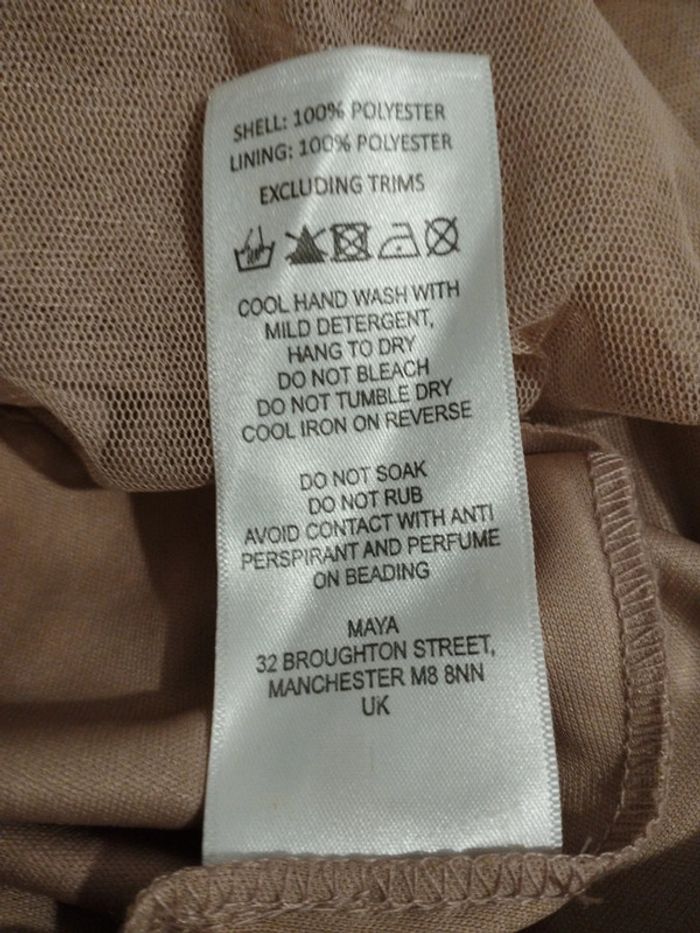 SHELL: 100% POLYESTER
LINING: 100% POLYESTER
EXCLUDING TRIMS
COOL HAND WASH WITH
MILD DETERGENT,
HANG TO DRY
DO NOT BLEACH
DO NOT TUMBLE DRY
COOL IRON ON REVERSE
DO NOT SOAK
DO NOT RUB
AVOID CONTACT WITH ANTI
PERSPIRANT AND PERFUME
ON BEADING
MAYA
32 BROUGHTON STREET,
MANCHESTER M8 8NN
UK